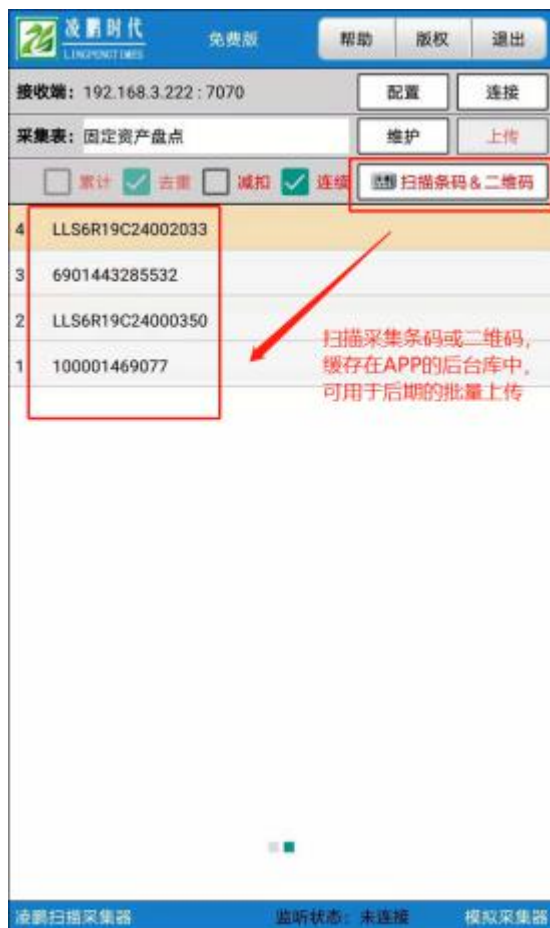 凌鹏时代
LINGPENGTIMES
免费版
帮助
版权
退出
接收端: 192.168.3.222 : 7070
配置
连接
采集表: 固定资产盘点
维护
上传
累计
去重
减扣
连续
扫描条码&二维码
4 LLS6R19C24002033
3 6901443285532
2 LLS6R19C24000350
1 100001469077
扫描采集条码或二维码,
缓存在APP的后台库中,
可用于后期的批量上传
凌鹏扫描采集器
监听状态: 未连接
模拟采集器